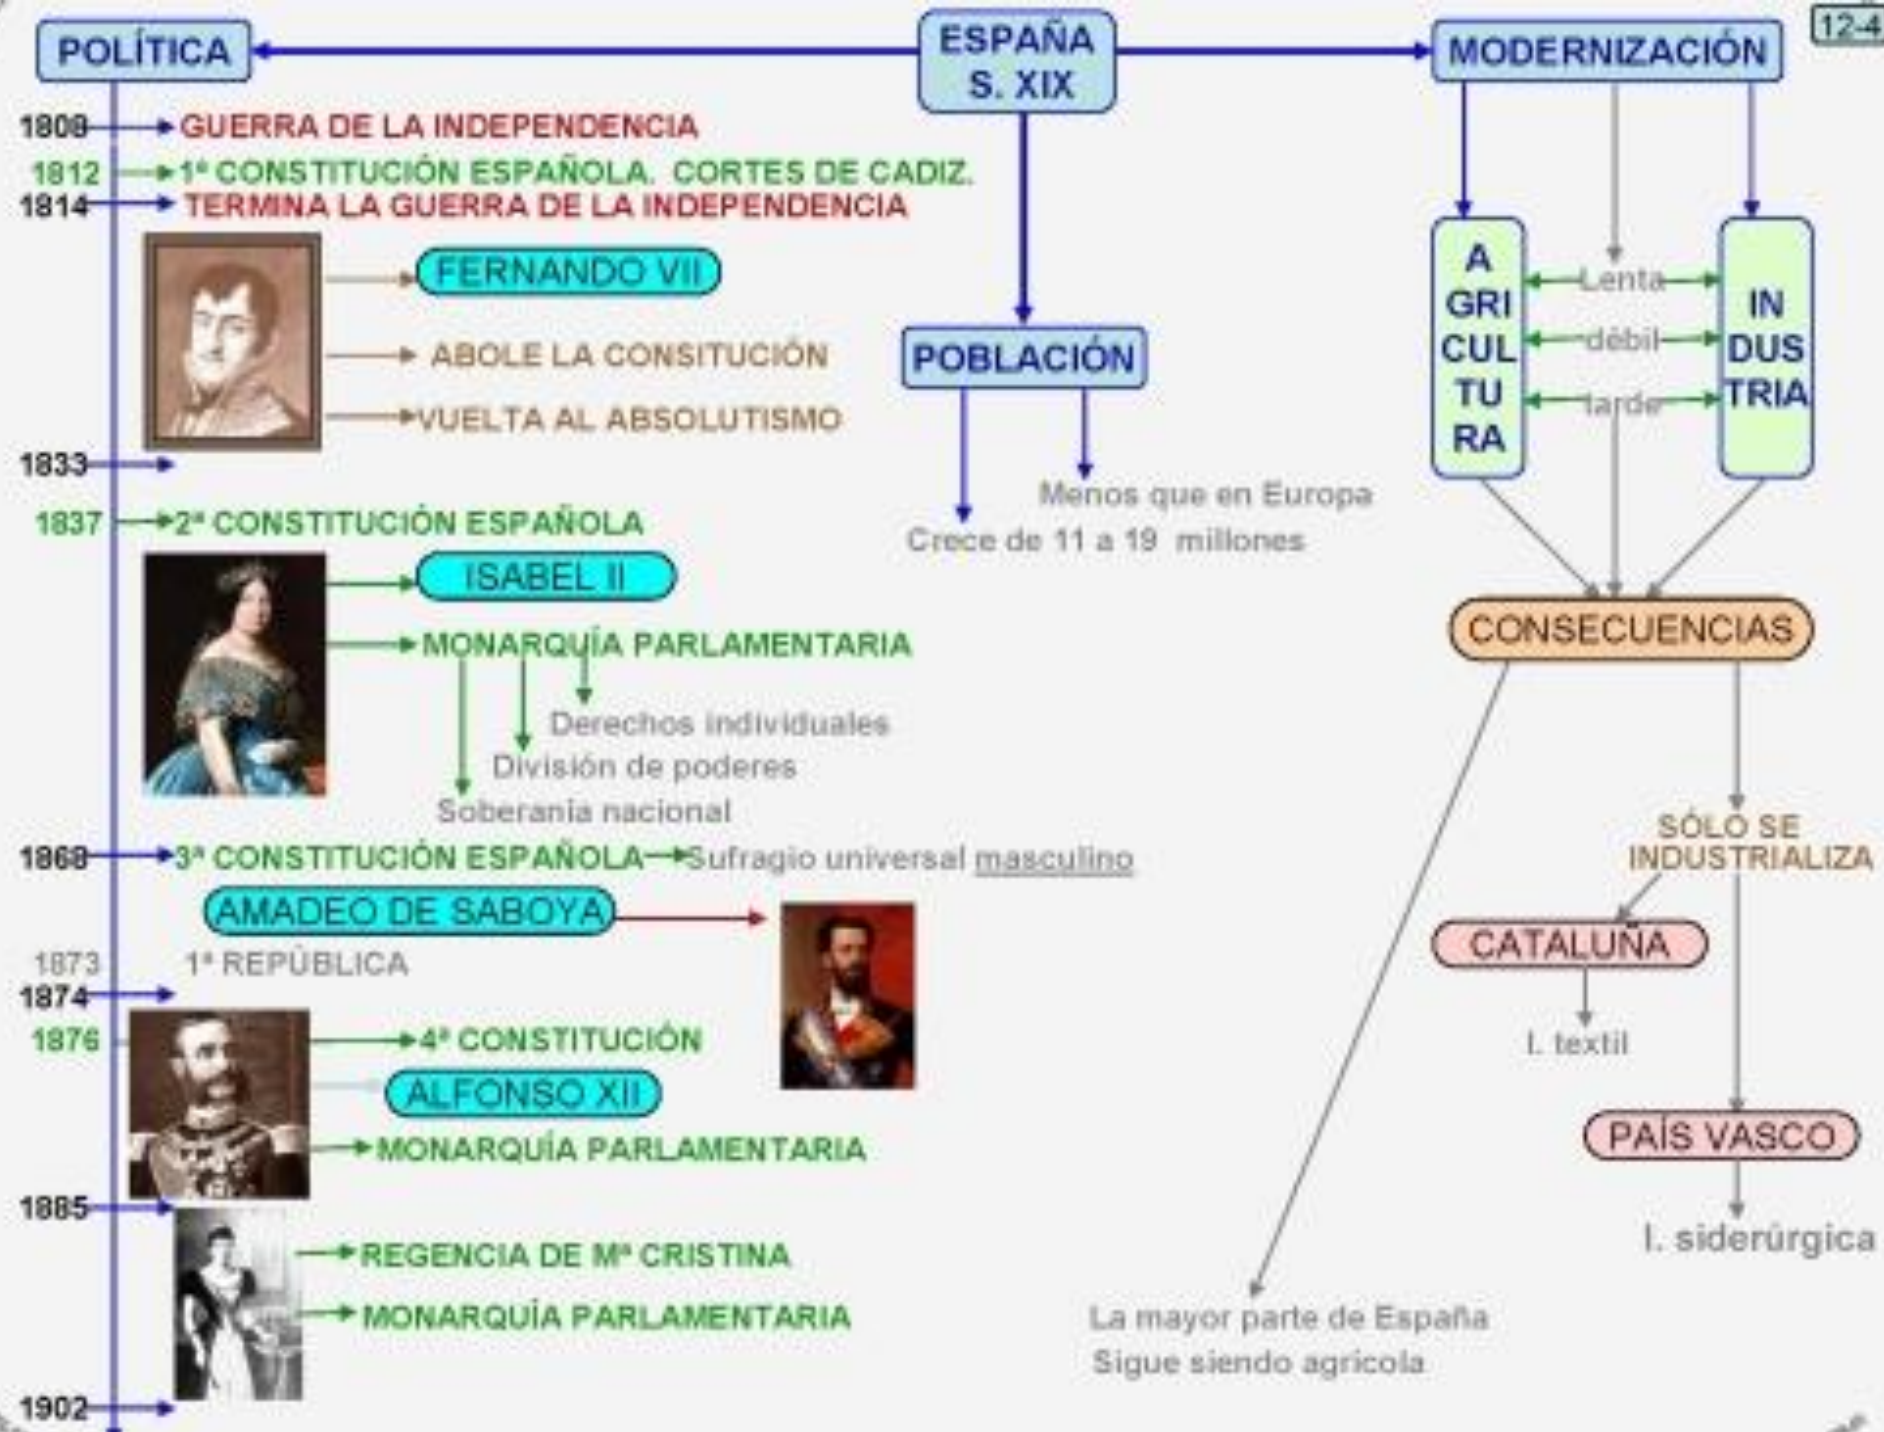 POLÍTICA
ESPAÑA
S. XIX
MODERNIZACIÓN
12-4
1808 GUERRA DE LA INDEPENDENCIA
1812 1ª CONSTITUCIÓN ESPAÑOLA. CORTES DE CADIZ.
1814 TERMINA LA GUERRA DE LA INDEPENDENCIA
FERNANDO VII
ABOLE LA CONSITUCIÓN
VUELTA AL ABSOLUTISMO
1833
1837 2ª CONSTITUCIÓN ESPAÑOLA
ISABEL II
MONARQUÍA PARLAMENTARIA
Derechos individuales
División de poderes
Soberanía nacional
1868 3ª CONSTITUCIÓN ESPAÑOLA Sufragio universal masculino
AMADEO DE SABOYA
1873 1ª REPÚBLICA
1874
1876 4ª CONSTITUCIÓN
ALFONSO XII
MONARQUÍA PARLAMENTARIA
1885
REGENCIA DE Mª CRISTINA
MONARQUÍA PARLAMENTARIA
1902
POBLACIÓN
Menos que en Europa
Crece de 11 a 19 millones
A
GRI
CUL
TU
RA
Lenta
débil
tarde
IN
DUS
TRIA
CONSECUENCIAS
SÓLO SE
INDUSTRIALIZA
CATALUÑA
I. textil
PAÍS VASCO
I. siderúrgica
La mayor parte de España
Sigue siendo agrícola